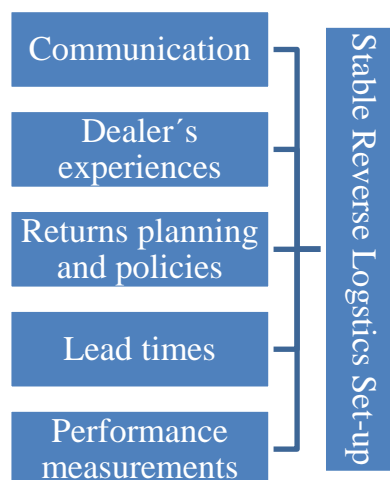 Communication
Dealer´s
experiences
Returns planning
and policies
Lead times
Performance
measurements
Stable Reverse Logstics Set-up